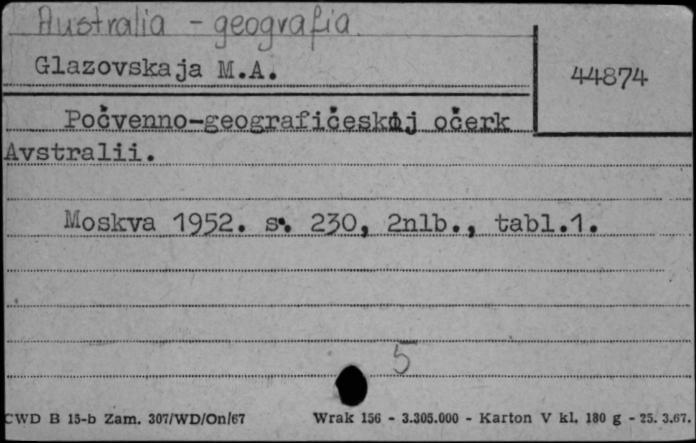 Australia - geografia
Glazovskaja M.A.
44874
Počvenno-geografičeskij očerk
Avstralii.
Moskva 1952. s. 230, 2nlb., tabl.1.
5
CWD B 15-b Zam. 307/WD/On/67 Wrak 156 - 3.305.000 - Karton V kl. 180 g - 25. 3.67.